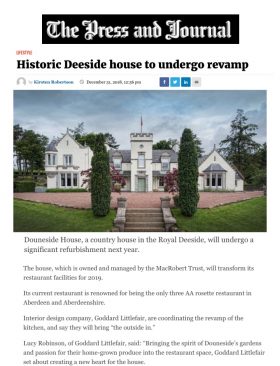 The Press and Journal
LIFESTYLE
Historic Deeside house to undergo revamp
by Kirsten Robertson December 21, 2018, 12:56 pm
Douneside House, a country house in the Royal Deeside, will undergo a
significant refurbishment next year.
The house, which is owned and managed by the MacRobert Trust, will transform its
restaurant facilities for 2019.
Its current restaurant is renowned for being the only three AA rosette restaurant in
Aberdeen and Aberdeenshire.
Interior design company, Goddard Littlefair, are coordinating the revamp of the
kitchen, and say they will bring “the outside in.”
Lucy Robinson, of Goddard Littlefair, said: “Bringing the spirit of Douneside’s gardens
and passion for their home-grown produce into the restaurant space, Goddard Littlefair
set about creating a new heart for the house.